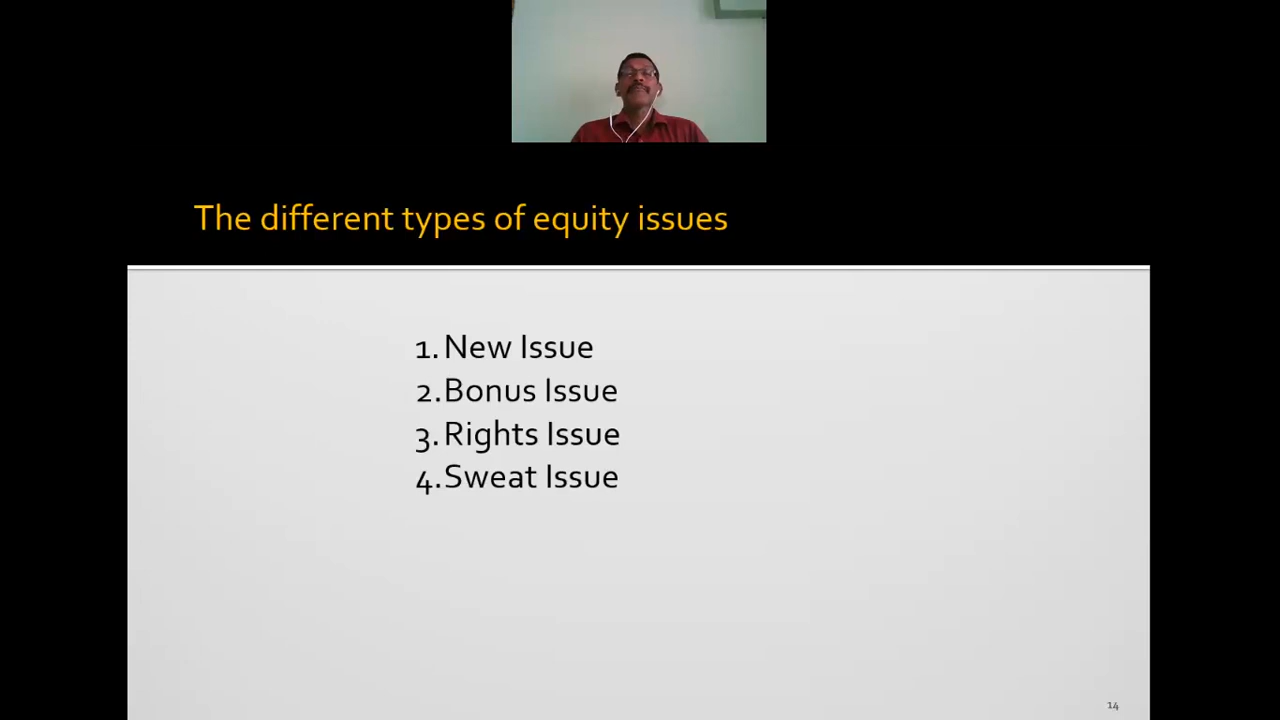 The different types of equity issues
1. New Issue
2. Bonus Issue
3. Rights Issue
4. Sweat Issue
14